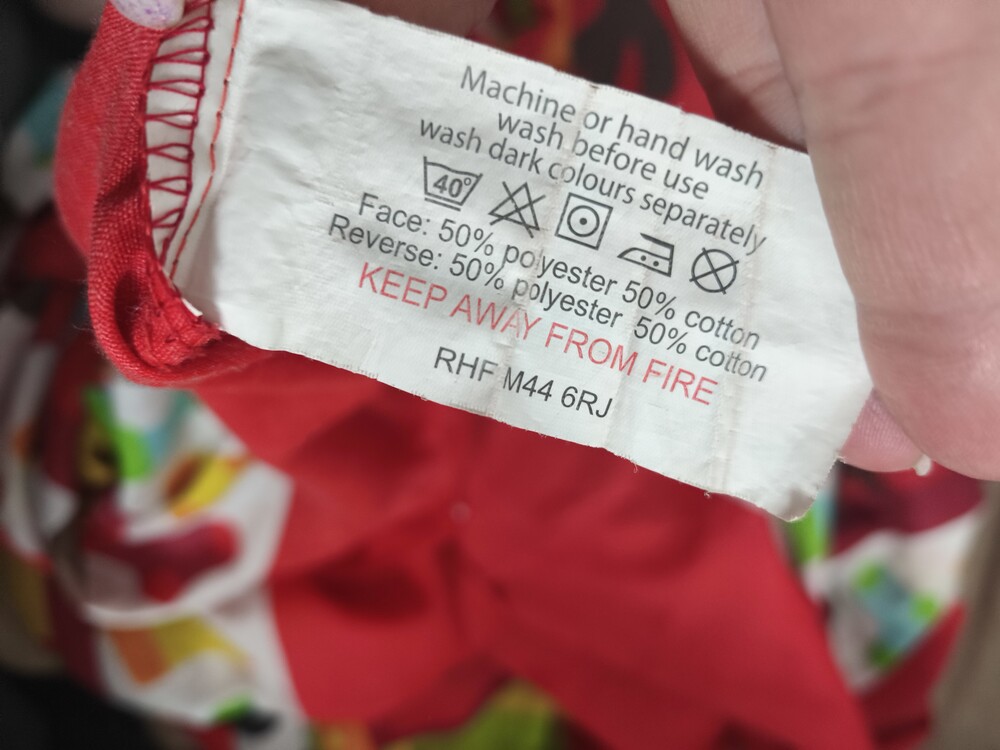 Machine or hand wash
wash before use
wash dark colours separately
40°
Face: 50% polyester 50% cotton
Reverse: 50% polyester 50% cotton
KEEP AWAY FROM FIRE
RHF M44 6RJ